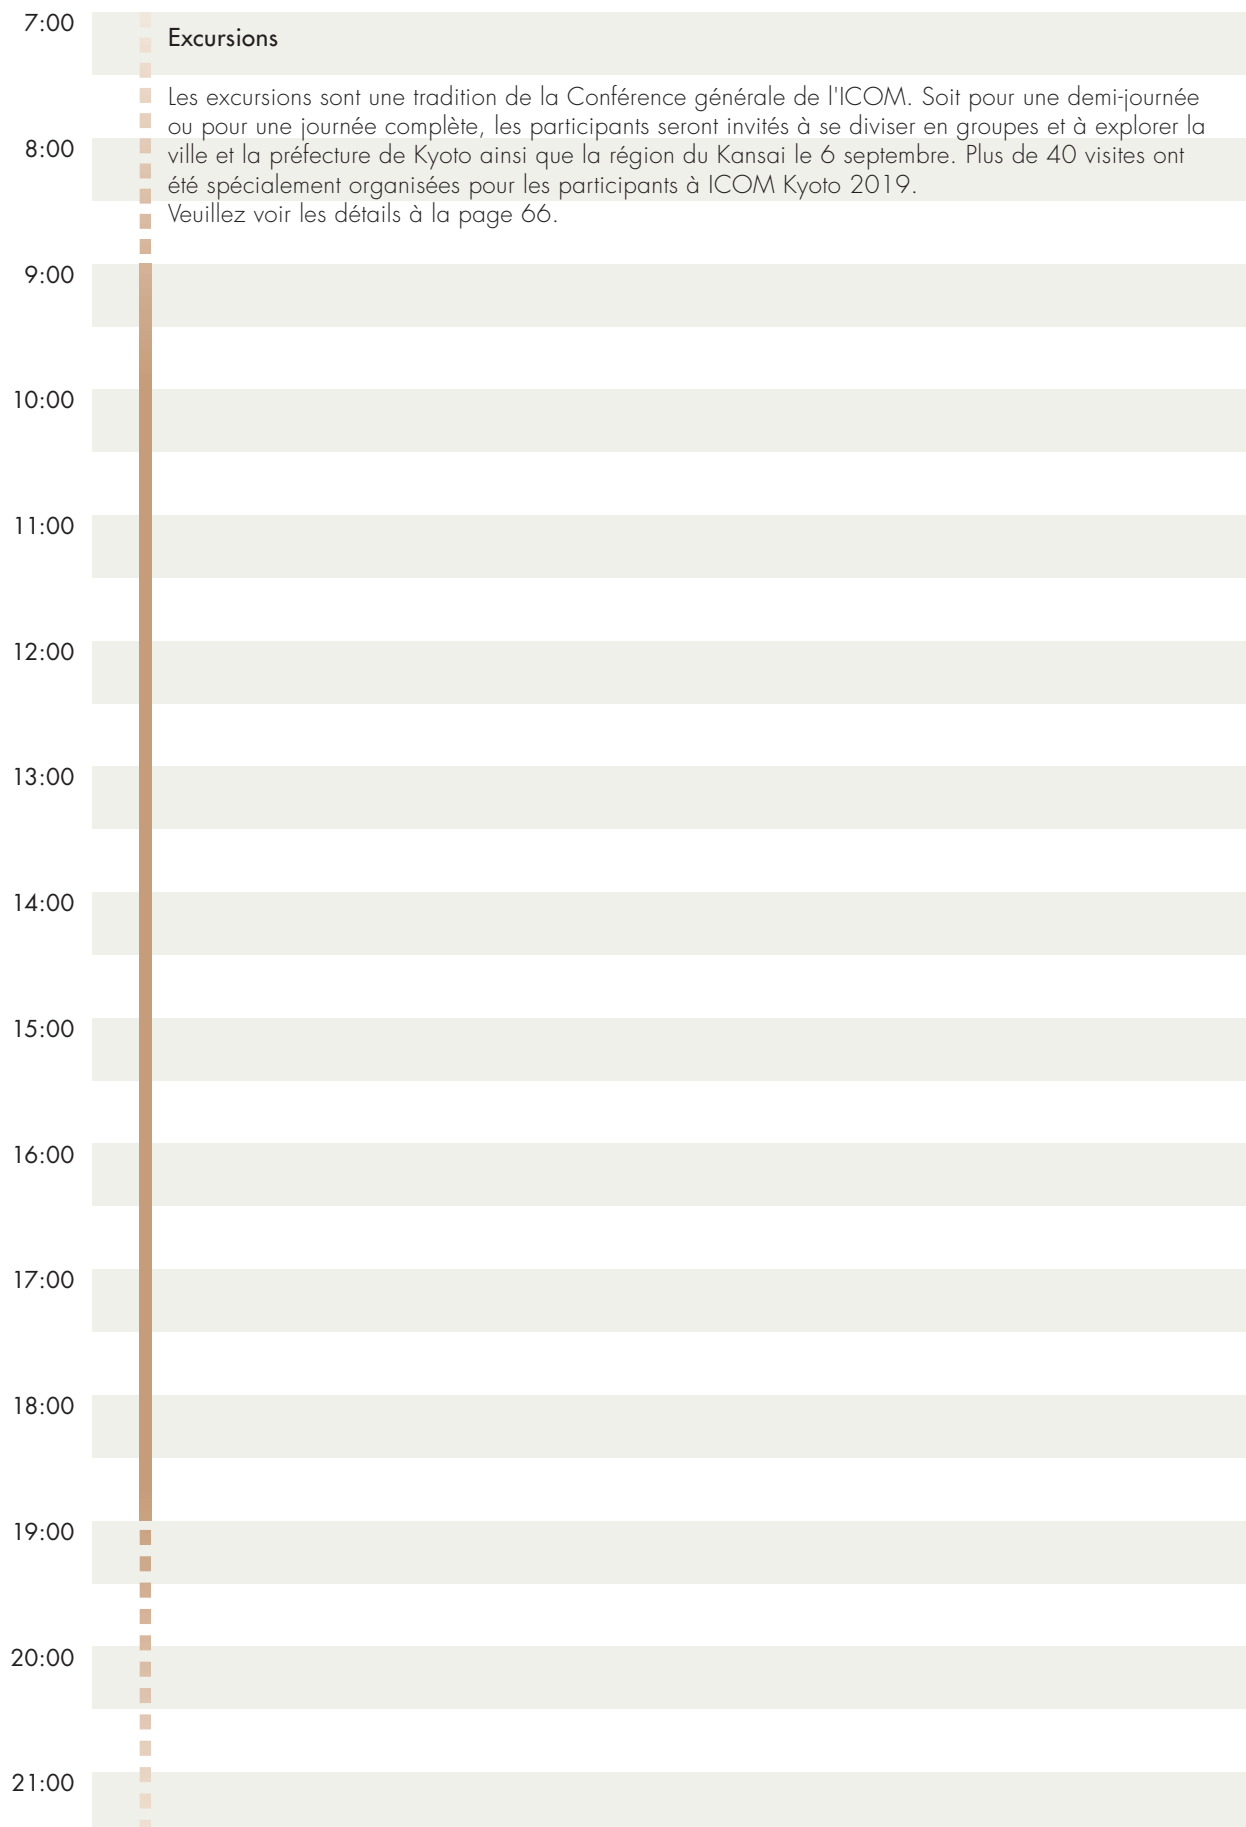 7:00
Excursions
Les excursions sont une tradition de la Conférence générale de l'ICOM. Soit pour une demi-journée
ou pour une journée complète, les participants seront invités à se diviser en groupes et à explorer la
8:00
ville et la préfecture de Kyoto ainsi que la région du Kansai le 6 septembre. Plus de 40 visites ont
été spécialement organisées pour les participants à ICOM Kyoto 2019.
Veuillez voir les détails à la page 66.
9:00
10:00
11:00
12:00
13:00
14:00
15:00
16:00
17:00
18:00
19:00
20:00
21:00